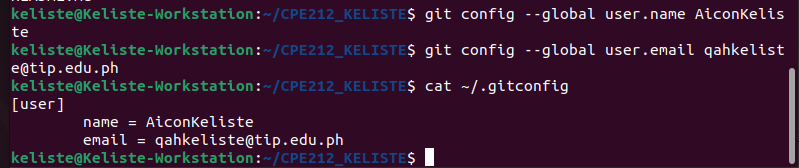 keliste@Keliste-Workstation:~/CPE212_KELISTE$ git config --global user.name AiconKelis
te
keliste@Keliste-Workstation:~/CPE212_KELISTE$ git config --global user.email qahkelist
e@tip.edu.ph
keliste@Keliste-Workstation:~/CPE212_KELISTE$ cat ~/.gitconfig
[user]
        name = AiconKeliste
        email = qahkeliste@tip.edu.ph
keliste@Keliste-Workstation:~/CPE212_KELISTE$